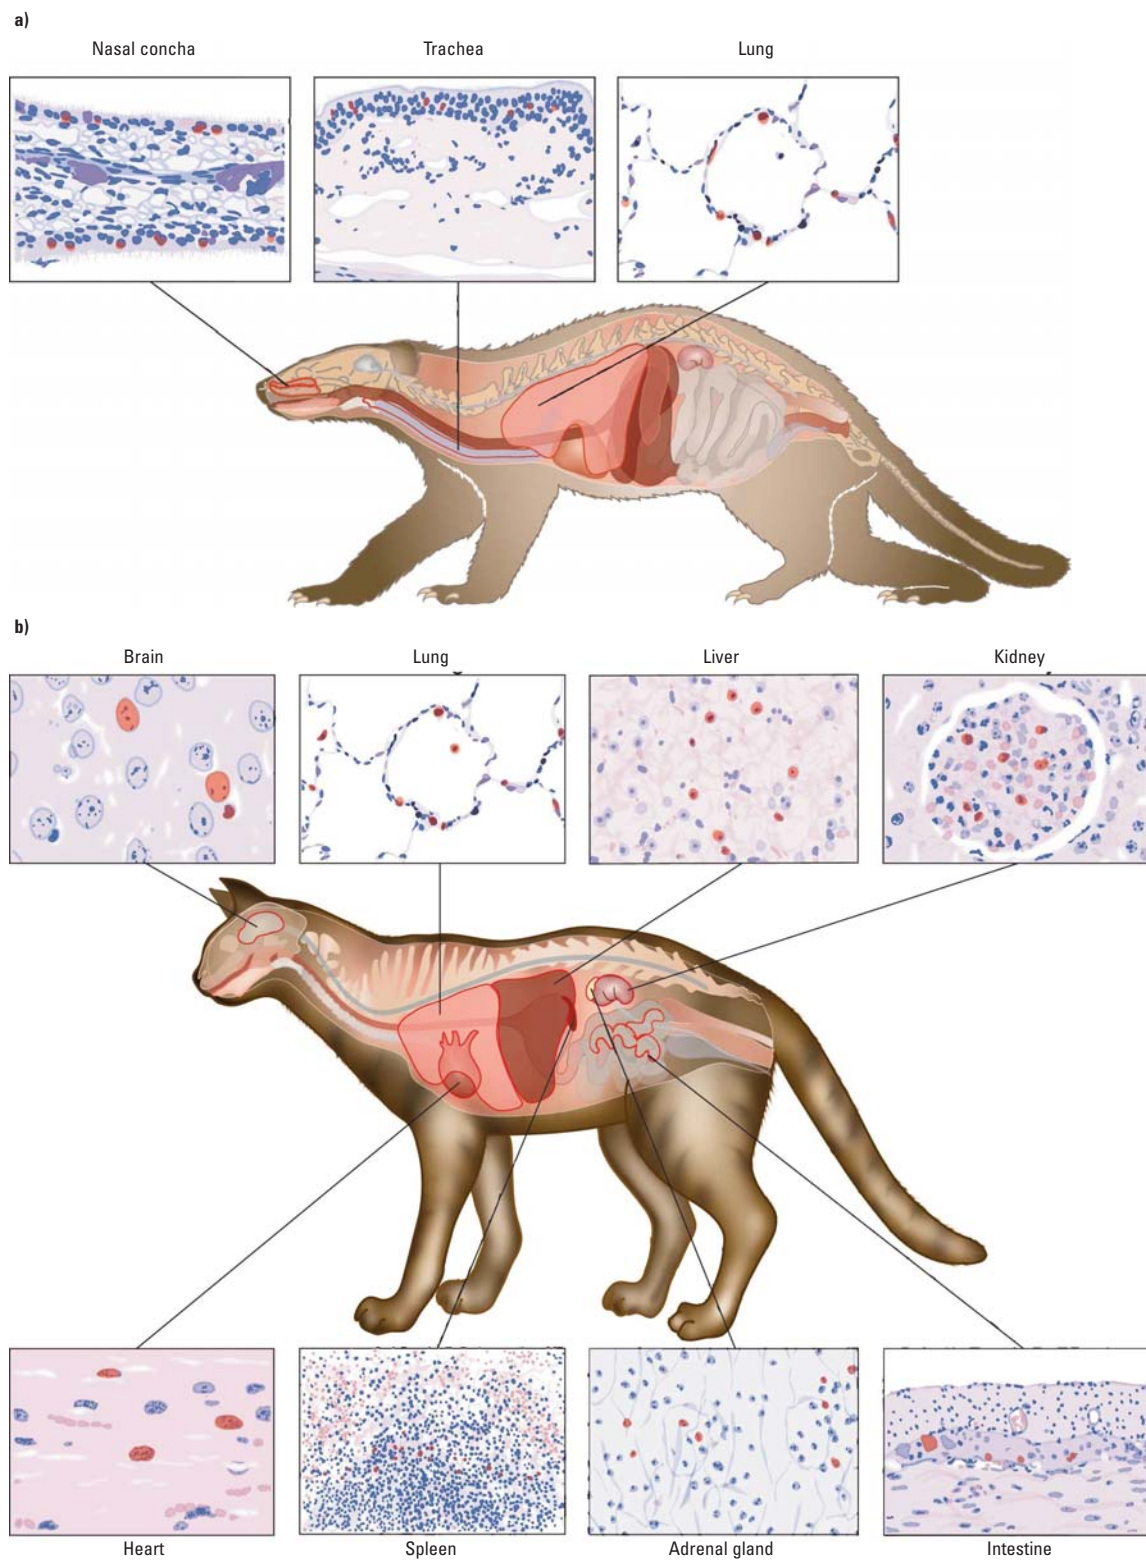 a)
Nasal concha Trachea Lung
b)
Brain Lung Liver Kidney
Heart Spleen Adrenal gland Intestine